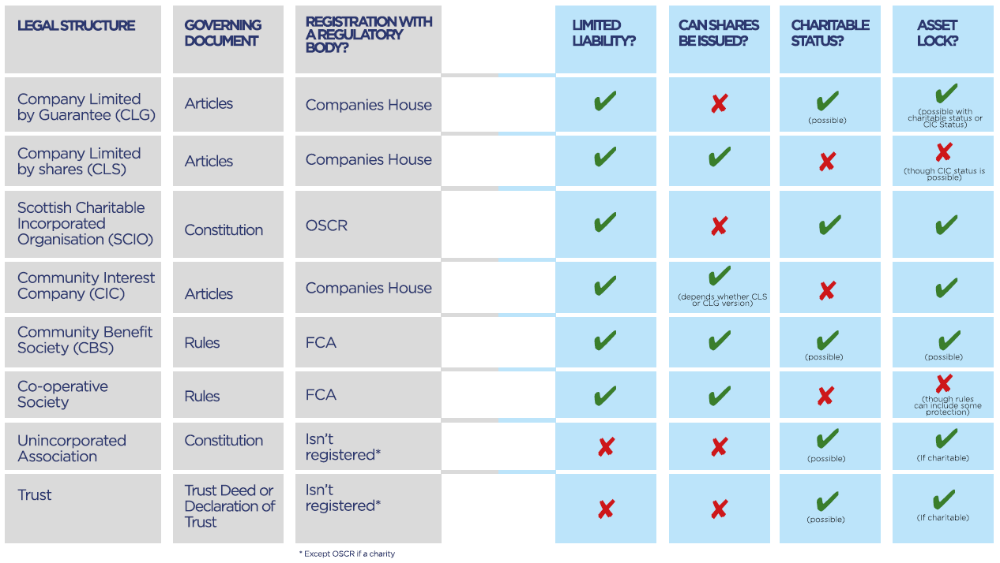 LEGAL STRUCTURE
GOVERNING
DOCUMENT
REGISTRATION WITH
A REGULATORY
BODY?
LIMITED
LIABILITY?
CAN SHARES
BE ISSUED?
CHARITABLE
STATUS?
ASSET
LOCK?
Company Limited
by Guarantee (CLG)
Articles
Companies House
✔
✘
✔
(possible)
✔
(possible with
charitable status or
CIC Status)
Company Limited
by shares (CLS)
Articles
Companies House
✔
✔
✘
✘
(though CIC status is
possible)
Scottish Charitable
Incorporated
Organisation (SCIO)
Constitution
OSCR
✔
✘
✔
✔
Community Interest
Company (CIC)
Articles
Companies House
✔
✔
(depends whether CLS
or CLG version)
✘
✔
Community Benefit
Society (CBS)
Rules
FCA
✔
✔
✔
(possible)
✔
(possible)
Co-operative
Society
Rules
FCA
✔
✔
✘
✘
(though rules
can include some
protection)
Unincorporated
Association
Constitution
Isn't
registered*
✘
✘
✔
(possible)
✔
(If charitable)
Trust
Trust Deed or
Declaration of
Trust
Isn't
registered*
✘
✘
✔
(possible)
✔
(If charitable)
* Except OSCR if a charity